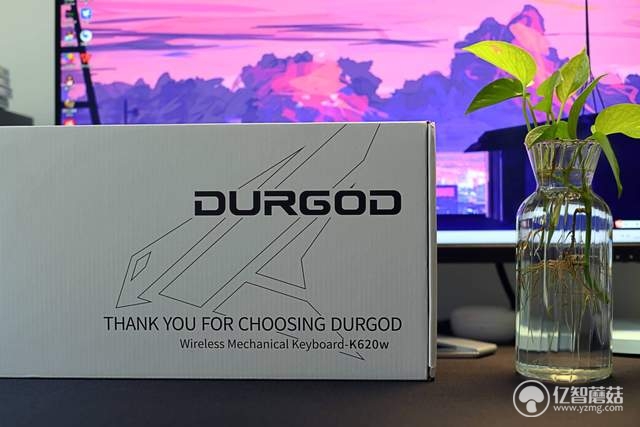 DURGOD
THANK YOU FOR CHOOSING DURGOD
Wireless Mechanical Keyboard-K620w
亿智蘑菇
www.yzmg.com